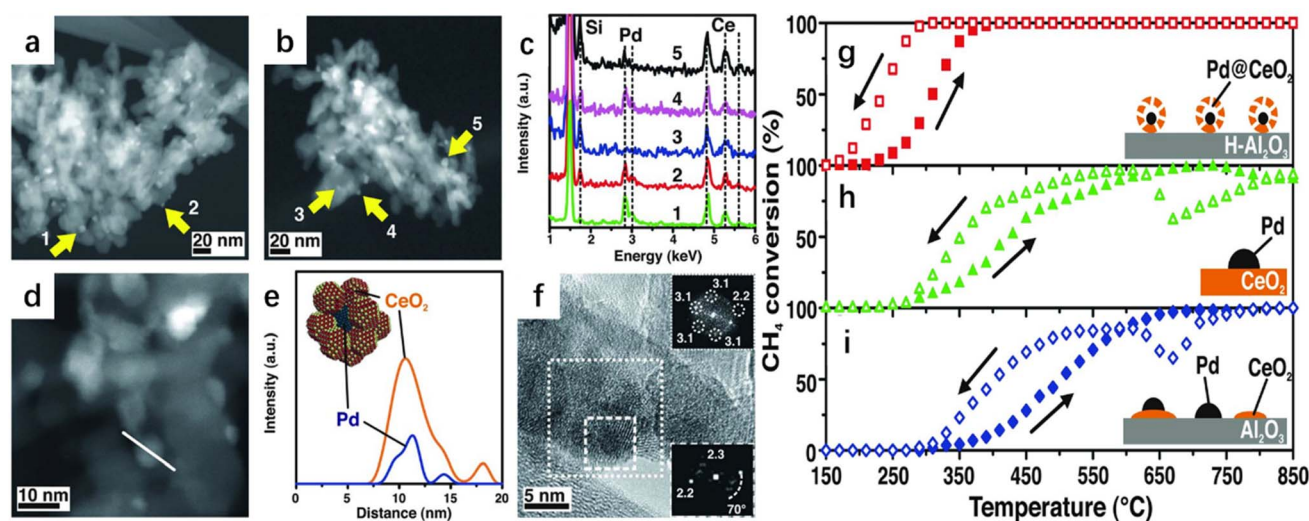 a
1
2
20 nm
b
3
4
5
20 nm
c
Si
Pd
Ce
5
4
3
2
1
Intensity (a.u.)
1
2
3
4
5
6
Energy (keV)
d
10 nm
e
CeO2
Pd
Intensity (a.u.)
0
5
10
15
20
Distance (nm)
f
3.1
3.1
2.2
3.1
3.1
2.3
2.2
70°
5 nm
CH4 conversion (%)
100
50
0
100
50
0
100
50
0
g
Pd@CeO2
H-Al2O3
h
Pd
CeO2
i
Pd
CeO2
Al2O3
150 250 350 450 550 650 750 850
Temperature (°C)